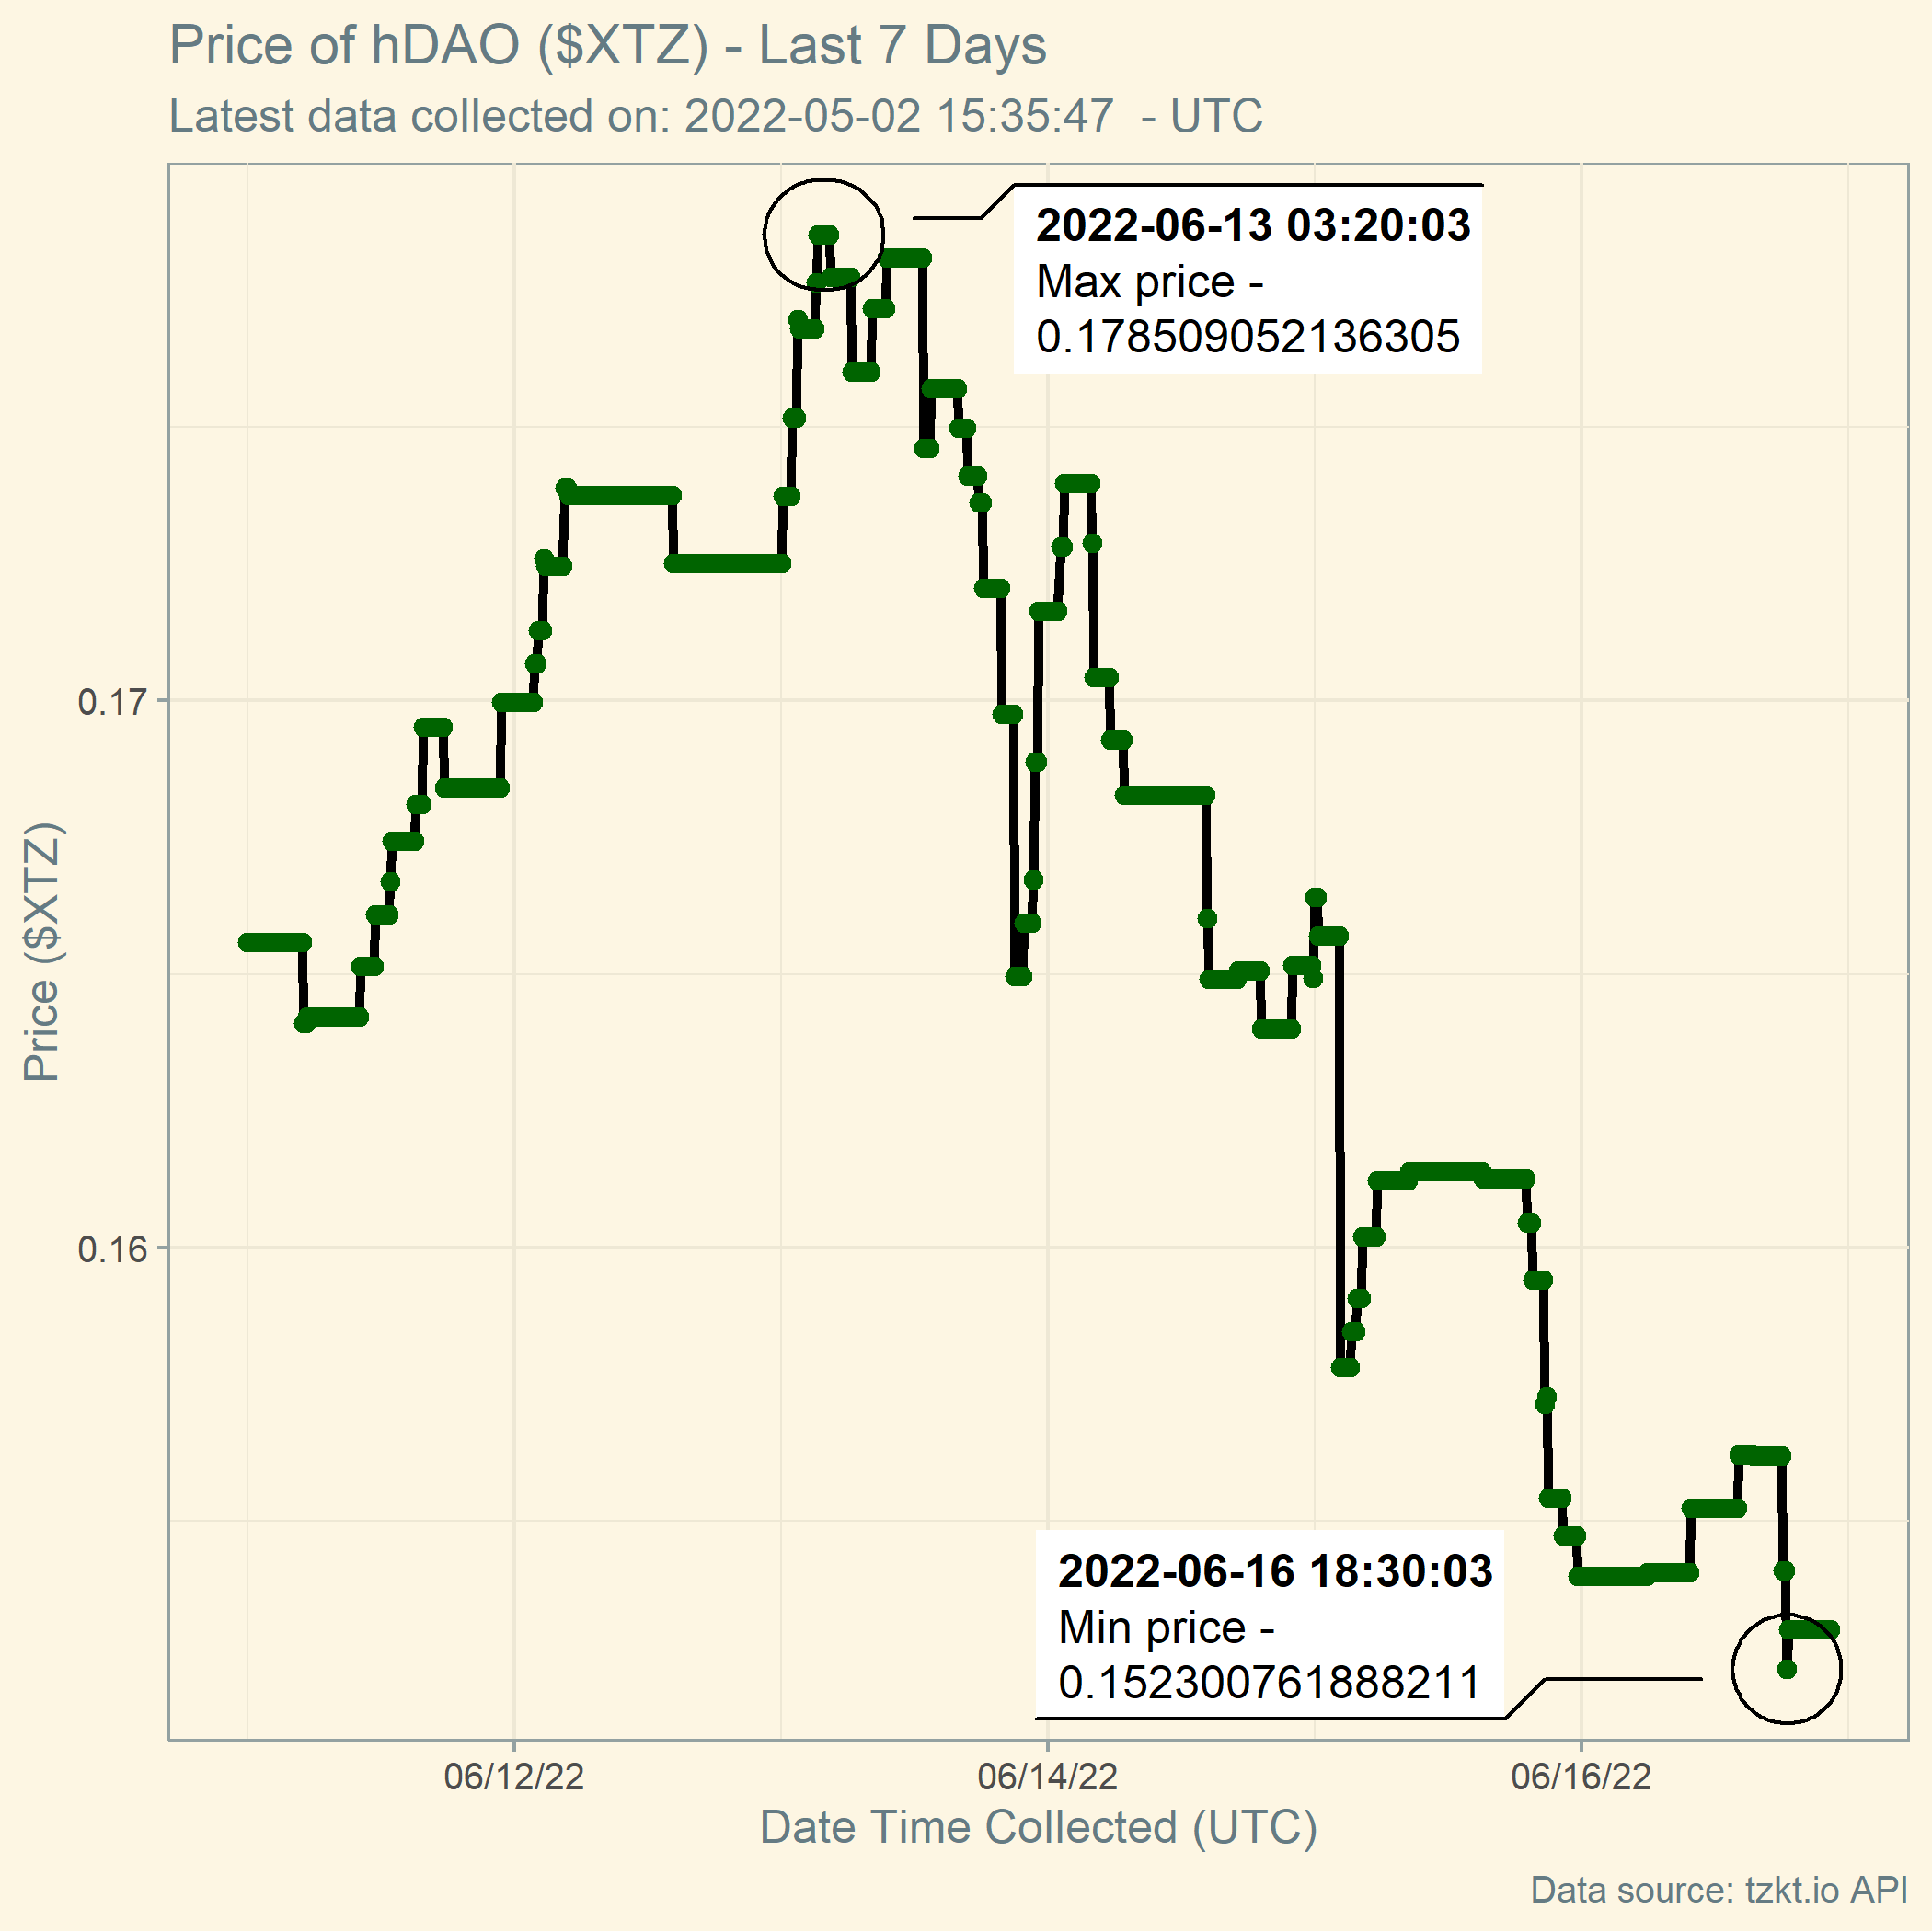 Price of hDAO ($XTZ) - Last 7 Days
Latest data collected on: 2022-05-02 15:35:47  - UTC
2022-06-13 03:20:03
Max price -
0.178509052136305
0.17
Price ($XTZ)
0.16
2022-06-16 18:30:03
Min price -
0.152300761888211
06/12/22
06/14/22
06/16/22
Date Time Collected (UTC)
Data source: tzkt.io API